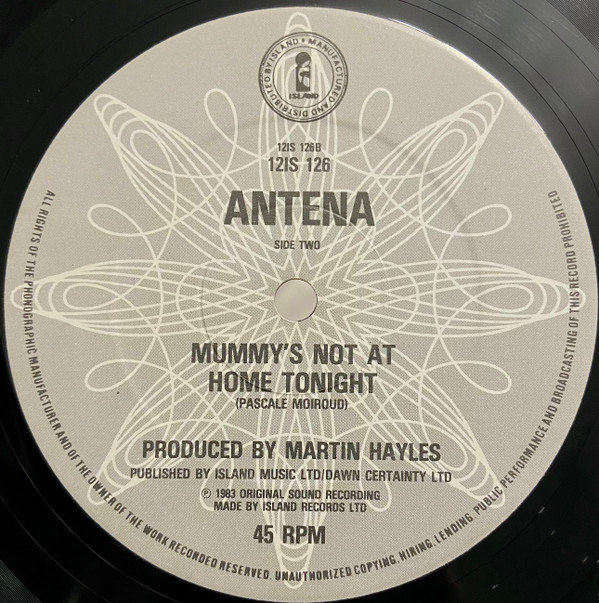 MANUFACTURED AND DISTRIBUTED BY ISLAND •
ISLAND
12IS 126B
12IS 126
ANTENA
SIDE TWO
MUMMY'S NOT AT
HOME TONIGHT
(PASCALE MOIROUD)
PRODUCED BY MARTIN HAYLES
PUBLISHED BY ISLAND MUSIC LTD/DAWN CERTAINTY LTD
℗ 1983 ORIGINAL SOUND RECORDING
MADE BY ISLAND RECORDS LTD
45 RPM
ALL RIGHTS OF THE PHONOGRAPHIC MANUFACTURER AND OF THE OWNER OF THE WORK RECORDED RESERVED. UNAUTHORIZED COPYING, HIRING, LENDING, PUBLIC PERFORMANCE AND BROADCASTING OF THIS RECORD PROHIBITED